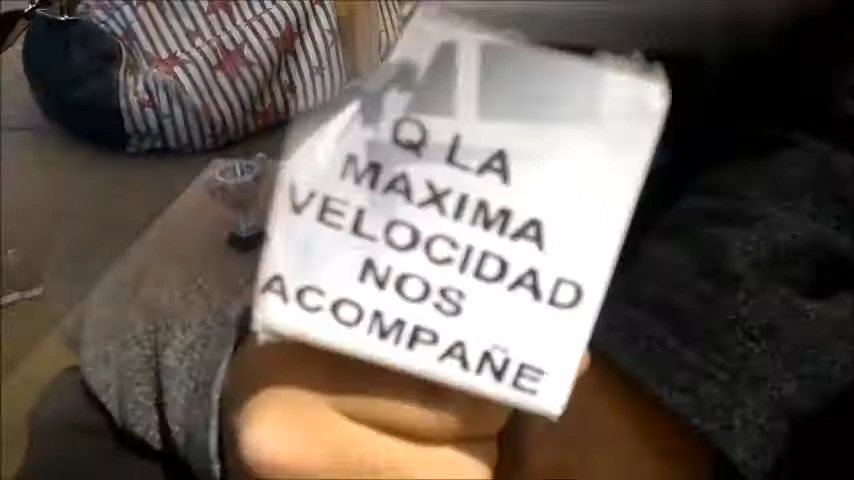 Q LA
MAXIMA
VELOCIDAD
NOS
ACOMPAÑE